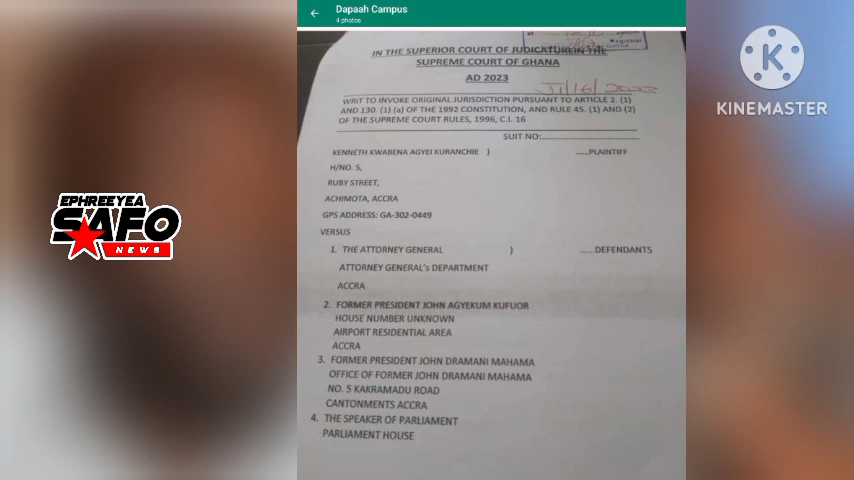 Dapaah Campus
4 photos
Registrar
IN THE SUPERIOR COURT OF JUDICATURE IN THE
SUPREME COURT OF GHANA
AD 2023
J1/16/2023
WRIT TO INVOKE ORIGINAL JURISDICTION PURSUANT TO ARTICLE 2. (1)
AND 130. (1) (a) OF THE 1992 CONSTITUTION, AND RULE 45. (1) AND (2)
OF THE SUPREME COURT RULES, 1996, C.I. 16
SUIT NO:
KENNETH KWABENA AGYEI KURANCHIE ) ......PLAINTIFF
H/NO. 5,
RUBY STREET,
ACHIMOTA, ACCRA
GPS ADDRESS: GA-302-0449
VERSUS
1. THE ATTORNEY GENERAL ) ......DEFENDANTS
ATTORNEY GENERAL's DEPARTMENT
ACCRA
2. FORMER PRESIDENT JOHN AGYEKUM KUFUOR
HOUSE NUMBER UNKNOWN
AIRPORT RESIDENTIAL AREA
ACCRA
3. FORMER PRESIDENT JOHN DRAMANI MAHAMA
OFFICE OF FORMER JOHN DRAMANI MAHAMA
NO. 5 KAKRAMADU ROAD
CANTONMENTS ACCRA
4. THE SPEAKER OF PARLIAMENT
PARLIAMENT HOUSE
EPHREEYEA
SAFO
NEWS
K
KINEMASTER